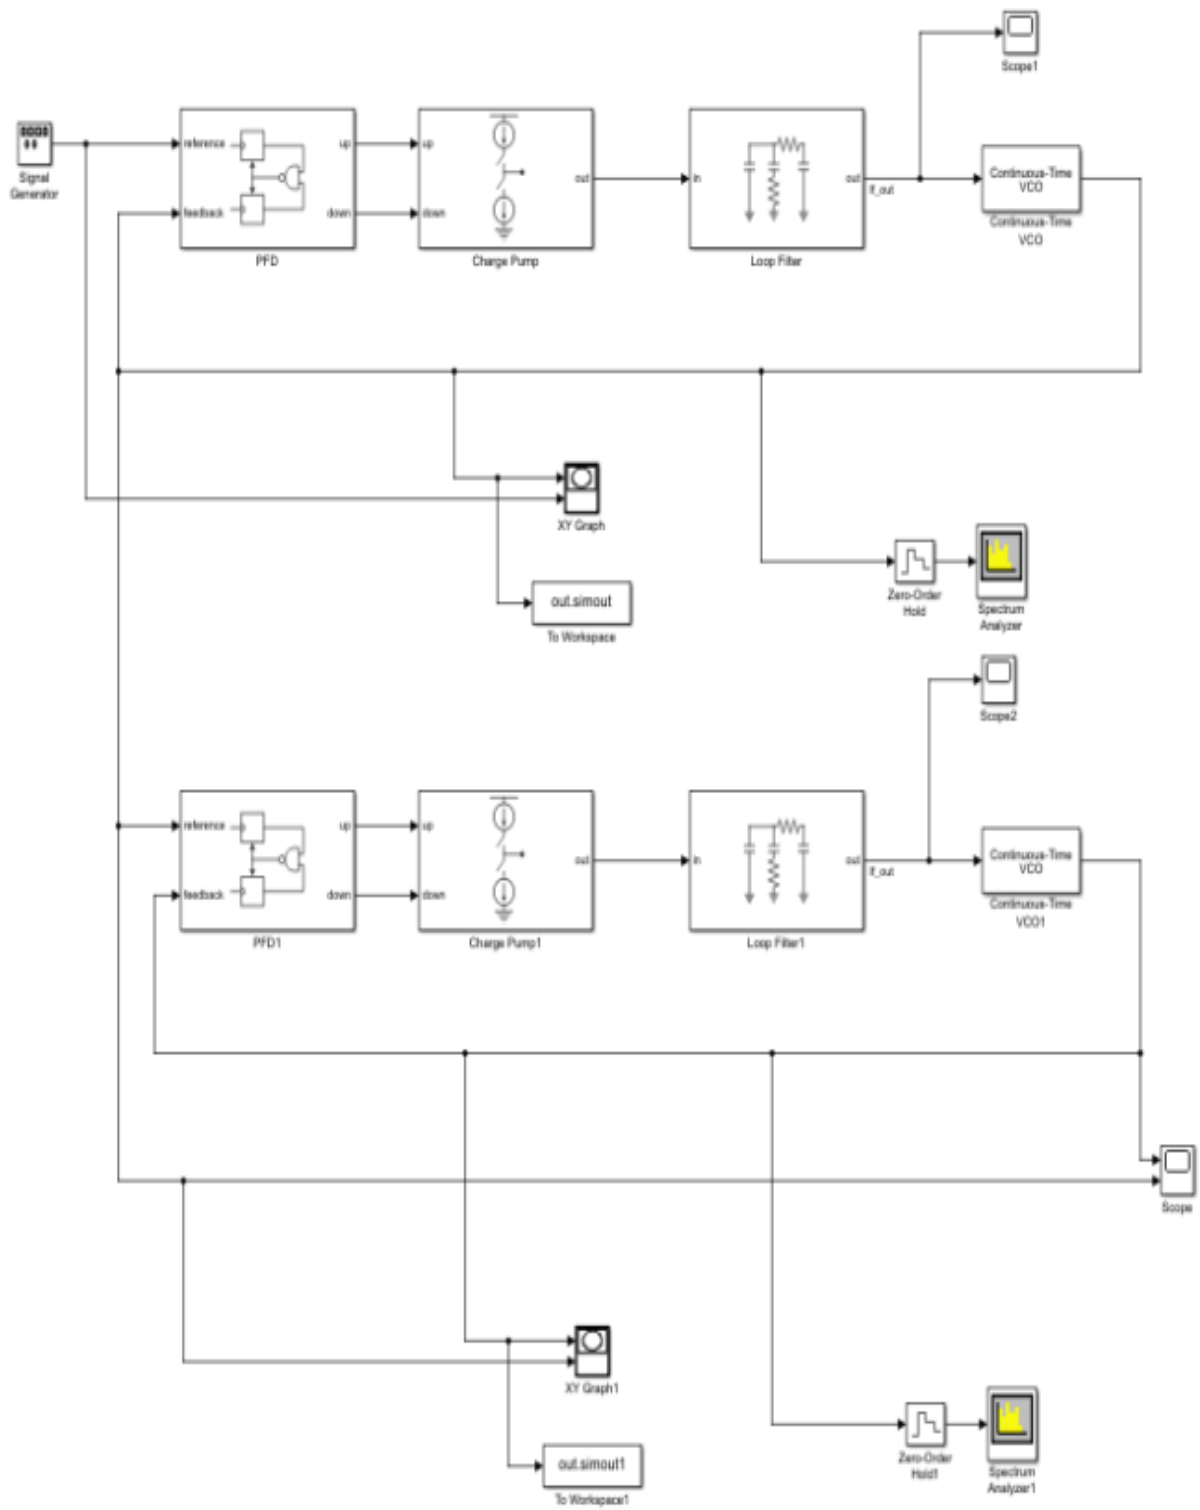 Scope1
Signal
Generator
reference
feedback
up
down
PFD
up
down
out
Charge Pump
in
out
lf_out
Loop Filter
Continuous-Time
VCO
Continuous-Time
VCO
XY Graph
out.simout
To Workspace
Zero-Order
Hold
Spectrum
Analyzer
Scope2
reference
feedback
up
down
PFD1
up
down
out
Charge Pump1
in
out
lf_out
Loop Filter1
Continuous-Time
VCO
Continuous-Time
VCO1
Scope
XY Graph1
out.simout1
To Workspace1
Zero-Order
Hold1
Spectrum
Analyzer1